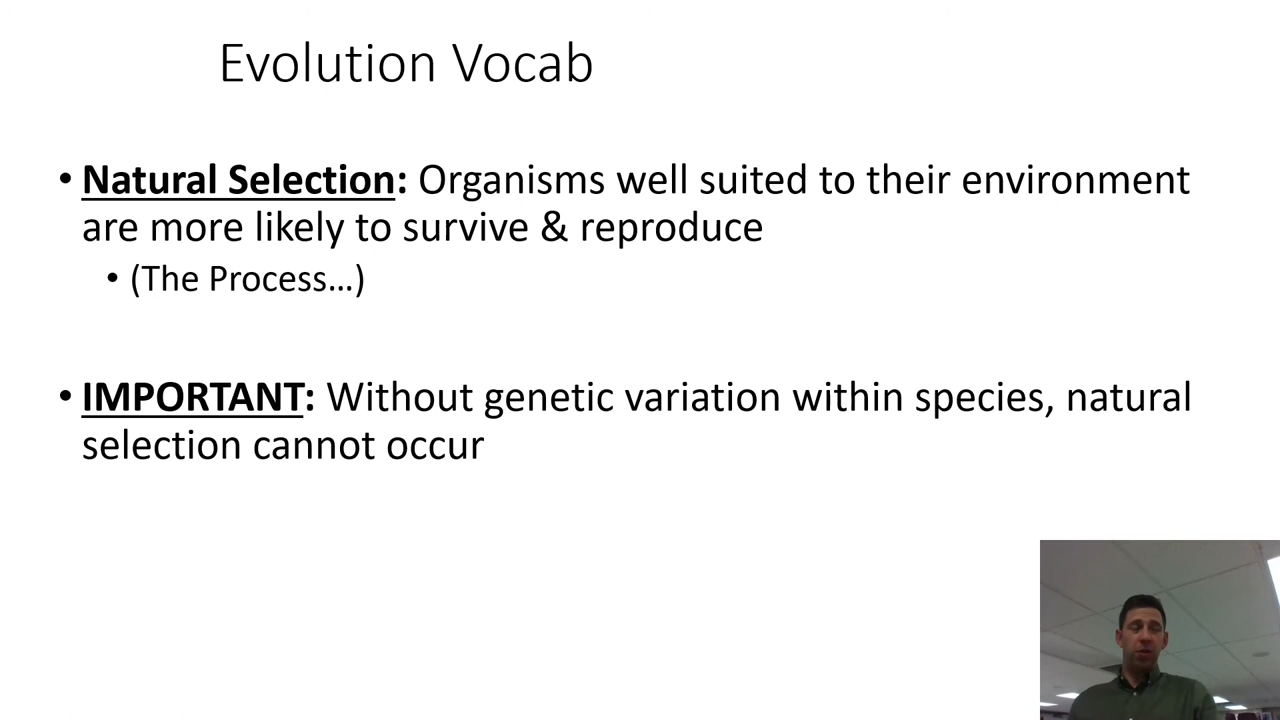 Evolution Vocab
• Natural Selection: Organisms well suited to their environment
are more likely to survive & reproduce
• (The Process…)
• IMPORTANT: Without genetic variation within species, natural
selection cannot occur